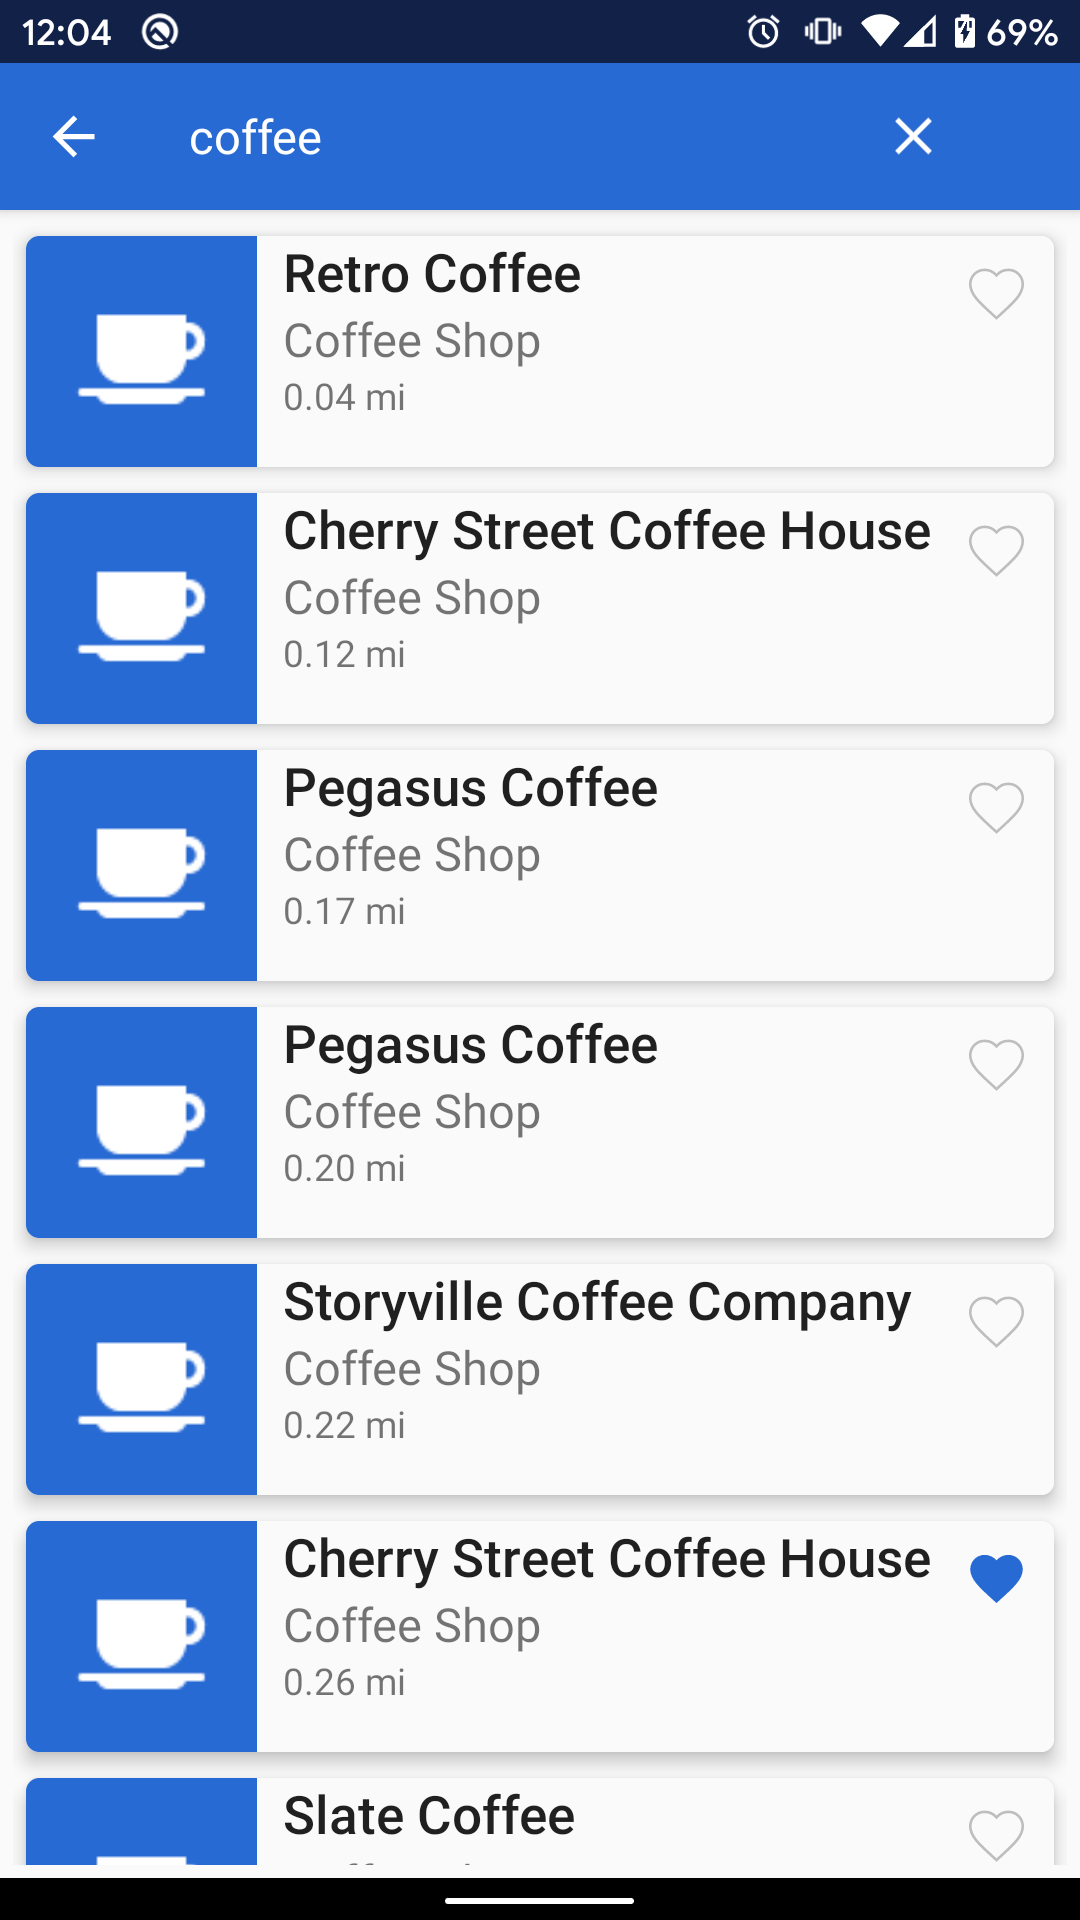 12:04
69%
coffee
Retro Coffee
Coffee Shop
0.04 mi
Cherry Street Coffee House
Coffee Shop
0.12 mi
Pegasus Coffee
Coffee Shop
0.17 mi
Pegasus Coffee
Coffee Shop
0.20 mi
Storyville Coffee Company
Coffee Shop
0.22 mi
Cherry Street Coffee House
Coffee Shop
0.26 mi
Slate Coffee